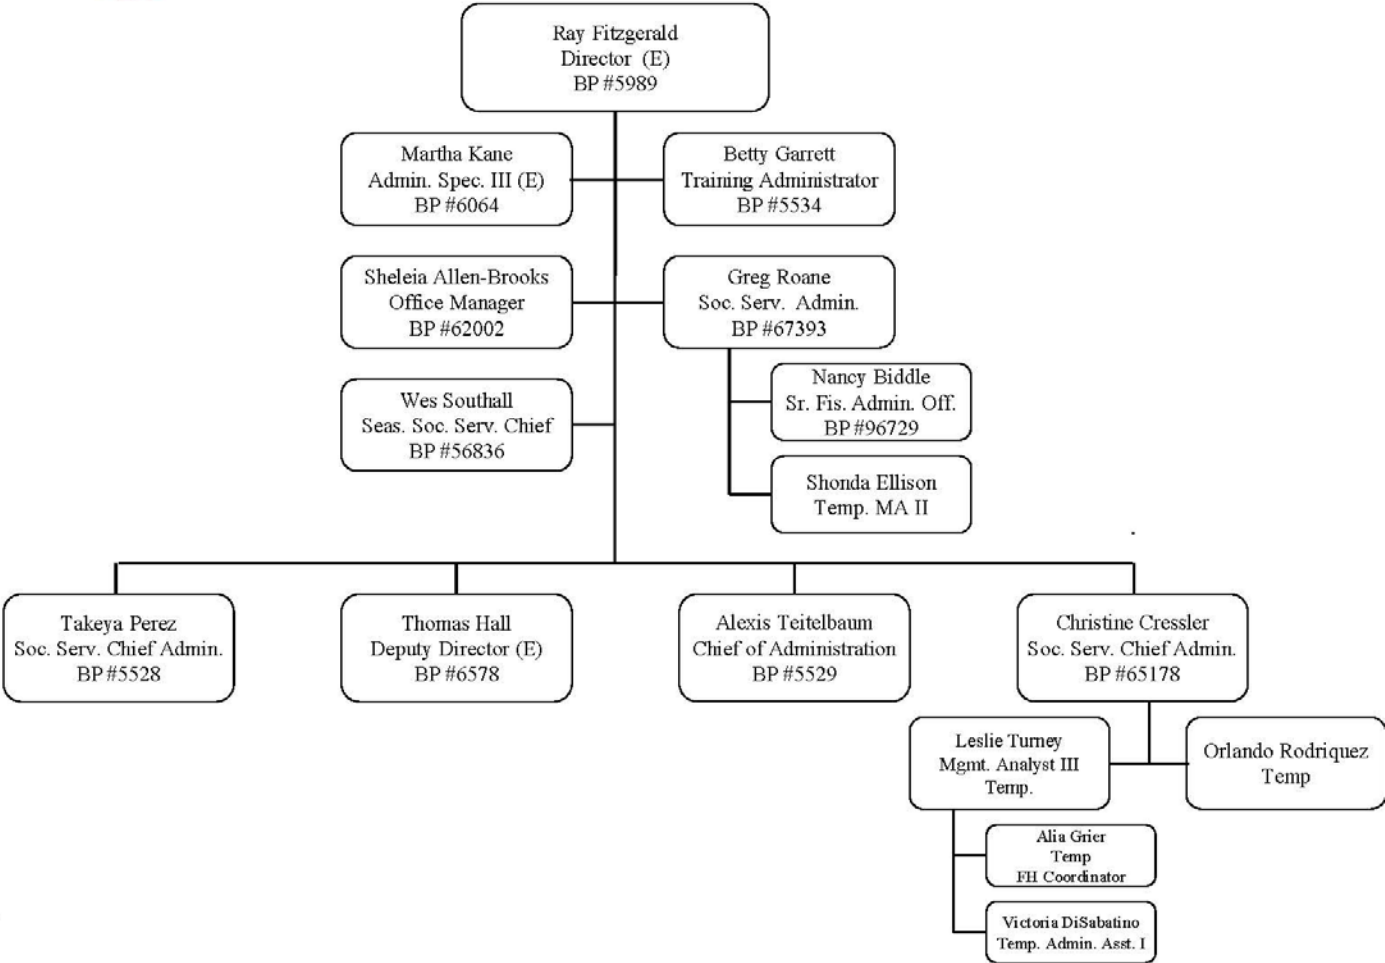 Ray Fitzgerald
Director (E)
BP #5989
Martha Kane
Admin. Spec. III (E)
BP #6064
Betty Garrett
Training Administrator
BP #5534
Sheleia Allen-Brooks
Office Manager
BP #62002
Greg Roane
Soc. Serv. Admin.
BP #67393
Wes Southall
Seas. Soc. Serv. Chief
BP #56836
Nancy Biddle
Sr. Fis. Admin. Off.
BP #96729
Shonda Ellison
Temp. MA II
Takeya Perez
Soc. Serv. Chief Admin.
BP #5528
Thomas Hall
Deputy Director (E)
BP #6578
Alexis Teitelbaum
Chief of Administration
BP #5529
Christine Cressler
Soc. Serv. Chief Admin.
BP #65178
Leslie Turney
Mgmt. Analyst III
Temp.
Orlando Rodriquez
Temp
Alia Grier
Temp
FH Coordinator
Victoria DiSabatino
Temp. Admin. Asst. I